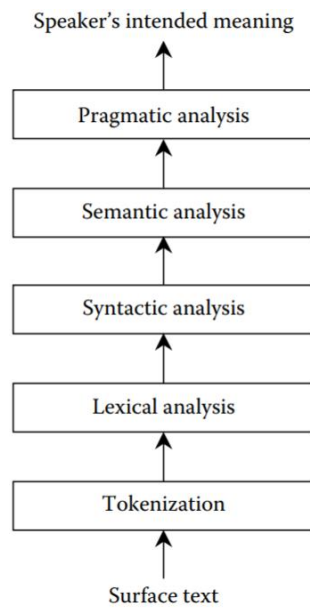 Speaker's intended meaning
Pragmatic analysis
Semantic analysis
Syntactic analysis
Lexical analysis
Tokenization
Surface text